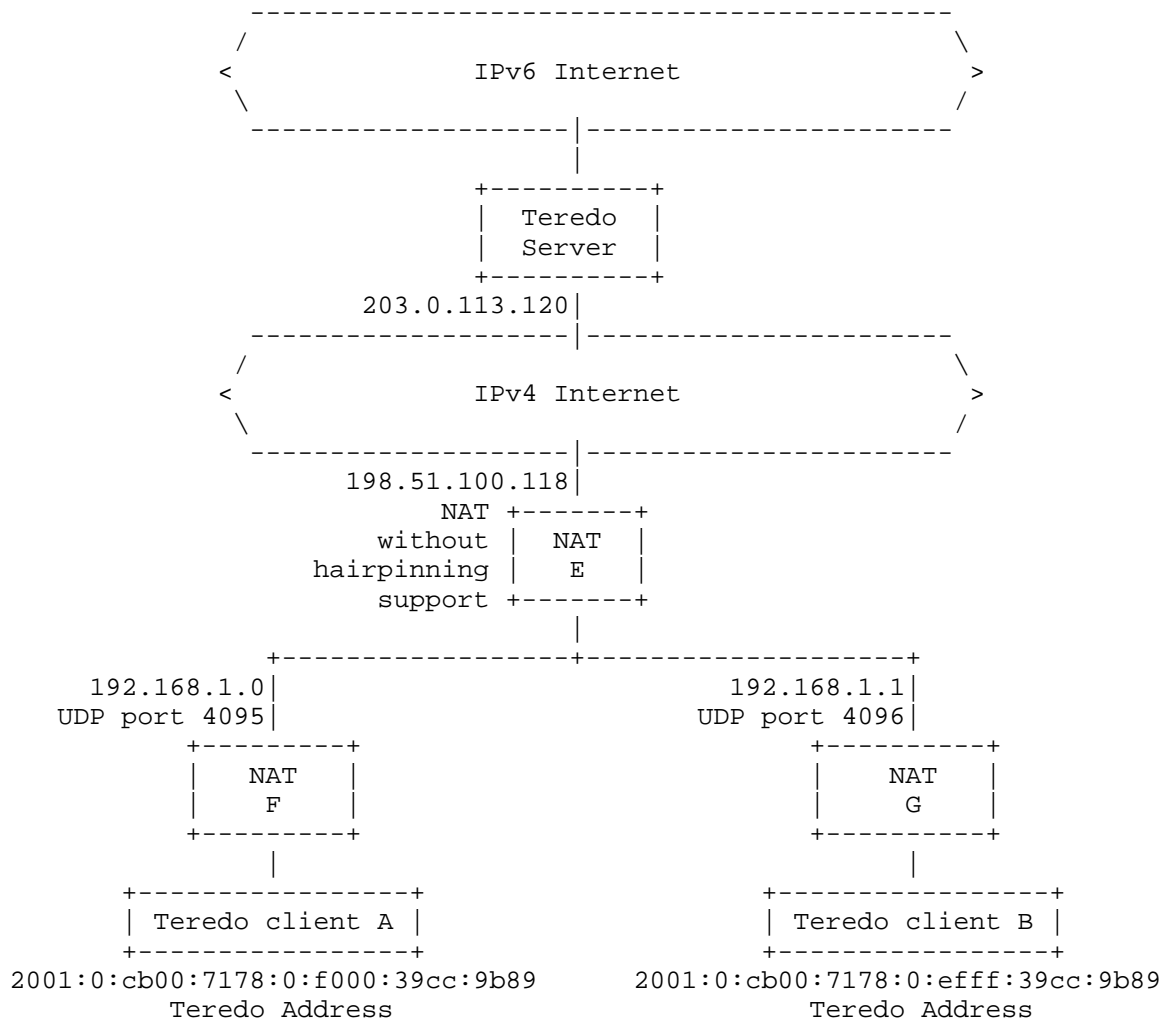 IPv6 Internet
Teredo
Server
203.0.113.120
IPv4 Internet
198.51.100.118
NAT
without NAT
hairpinning E
support
192.168.1.0 192.168.1.1
UDP port 4095 UDP port 4096
NAT NAT
F G
Teredo client A Teredo client B
2001:0:cb00:7178:0:f000:39cc:9b89 2001:0:cb00:7178:0:efff:39cc:9b89
Teredo Address Teredo Address